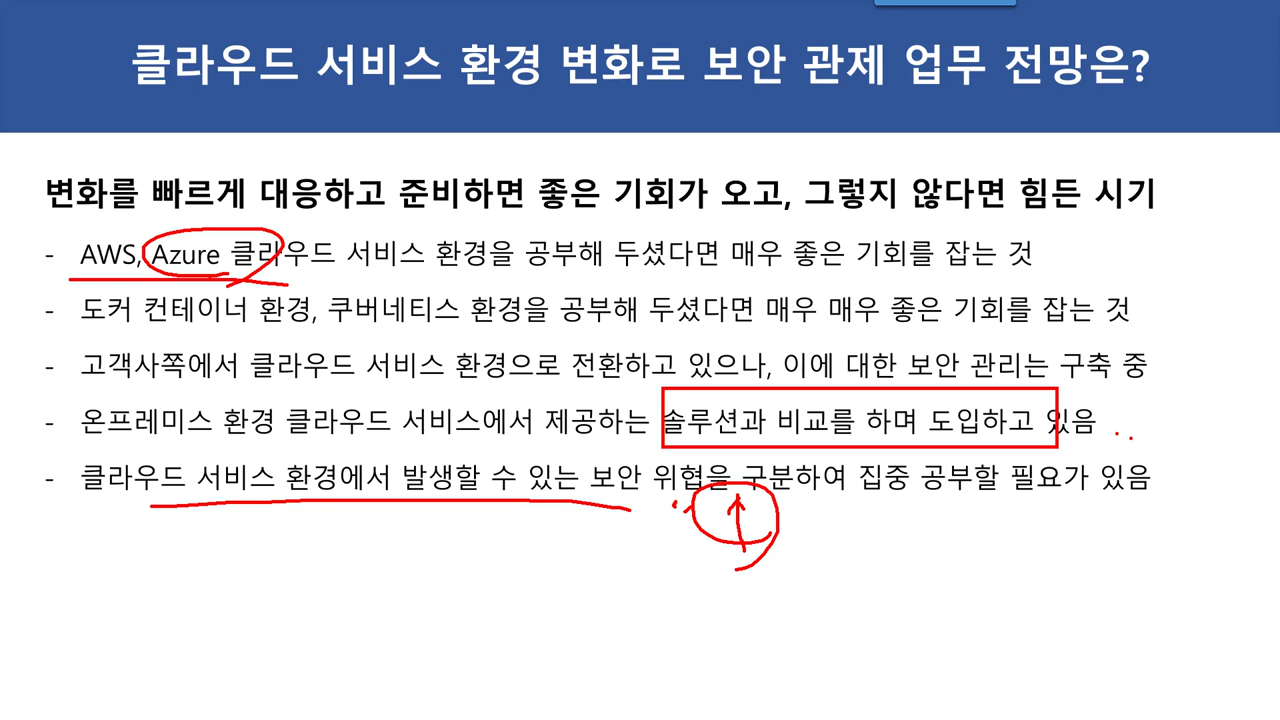 클라우드 서비스 환경 변화로 보안 관제 업무 전망은?
변화를 빠르게 대응하고 준비하면 좋은 기회가 오고, 그렇지 않다면 힘든 시기
- AWS, Azure 클라우드 서비스 환경을 공부해 두셨다면 매우 좋은 기회를 잡는 것
- 도커 컨테이너 환경, 쿠버네티스 환경을 공부해 두셨다면 매우 매우 좋은 기회를 잡는 것
- 고객사쪽에서 클라우드 서비스 환경으로 전환하고 있으나, 이에 대한 보안 관리는 구축 중
- 온프레미스 환경 클라우드 서비스에서 제공하는 솔루션과 비교를 하며 도입하고 있음
- 클라우드 서비스 환경에서 발생할 수 있는 보안 위협을 구분하여 집중 공부할 필요가 있음